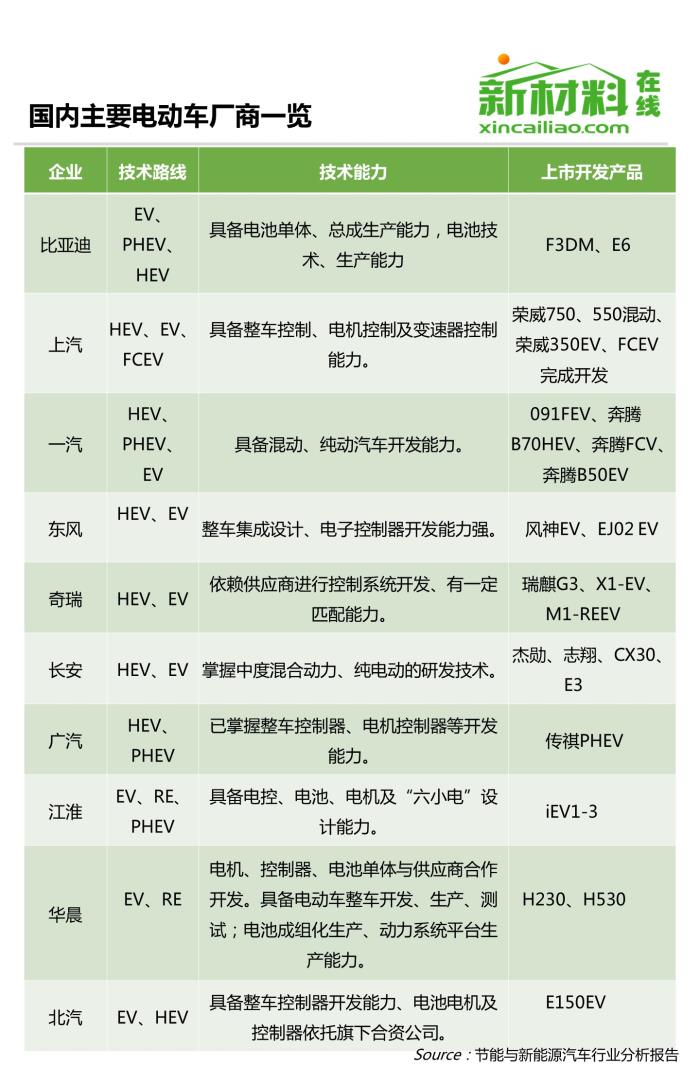 新材料在线
xincailiao.com
国内主要电动车厂商一览
企业 技术路线 技术能力 上市开发产品
比亚迪
EV、
PHEV、
HEV
具备电池单体、总成生产能力，电池技
术、生产能力
F3DM、E6
上汽
HEV、EV、
FCEV
具备整车控制、电机控制及变速器控制
能力。
荣威750、550混动、
荣威350EV、FCEV
完成开发
一汽
HEV、
PHEV、
EV
具备混动、纯动汽车开发能力。
091FEV、奔腾
B70HEV、奔腾FCV、
奔腾B50EV
东风
HEV、EV
整车集成设计、电子控制器开发能力强。
风神EV、EJ02 EV
奇瑞
HEV、EV
依赖供应商进行控制系统开发、有一定
匹配能力。
瑞麒G3、X1-EV、
M1-REEV
长安
HEV、EV
掌握中度混合动力、纯电动的研发技术。
杰勋、志翔、CX30、
E3
广汽
HEV、
PHEV
已掌握整车控制器、电机控制器等开发
能力。
传祺PHEV
江淮
EV、RE、
PHEV
具备电控、电池、电机及“六小电”设
计能力。
iEV1-3
华晨
EV、RE
电机、控制器、电池单体与供应商合作
开发。具备电动车整车开发、生产、测
试；电池成组化生产、动力系统平台生
产能力。
H230、H530
北汽
EV、HEV
具备整车控制器开发能力、电池电机及
控制器依托旗下合资公司。
E150EV
Source：节能与新能源汽车行业分析报告